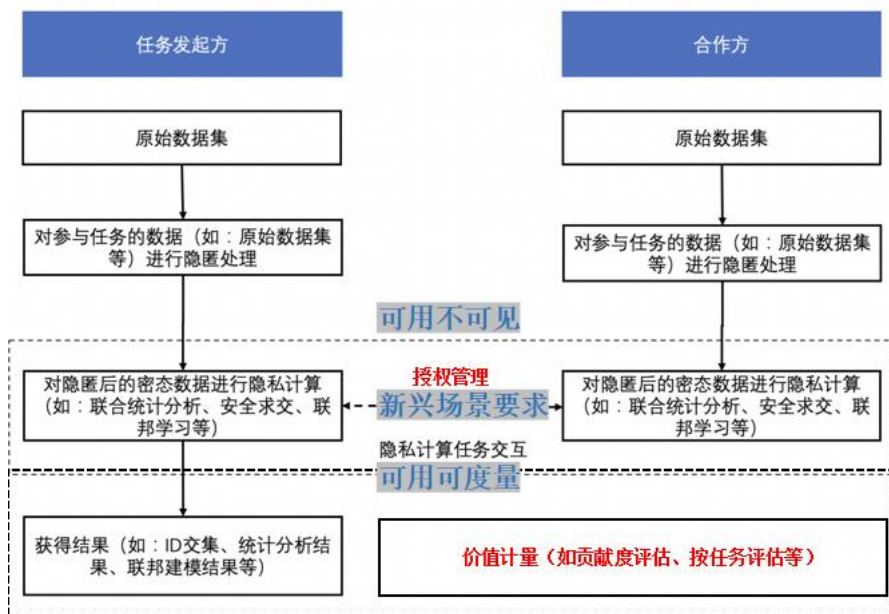 任务发起方
合作方
原始数据集
原始数据集
对参与任务的数据（如：原始数据集
等）进行隐匿处理
对参与任务的数据（如：原始数据集
等）进行隐匿处理
可用不可见
对隐匿后的密态数据进行隐私计算
（如：联合统计分析、安全求交、联
邦学习等）
授权管理
新兴场景要求
隐私计算任务交互
对隐匿后的密态数据进行隐私计算
（如：联合统计分析、安全求交、联
邦学习等）
可用可度量
获得结果（如：ID交集、统计分析结
果、联邦建模结果等）
价值计量（如贡献度评估、按任务评估等）